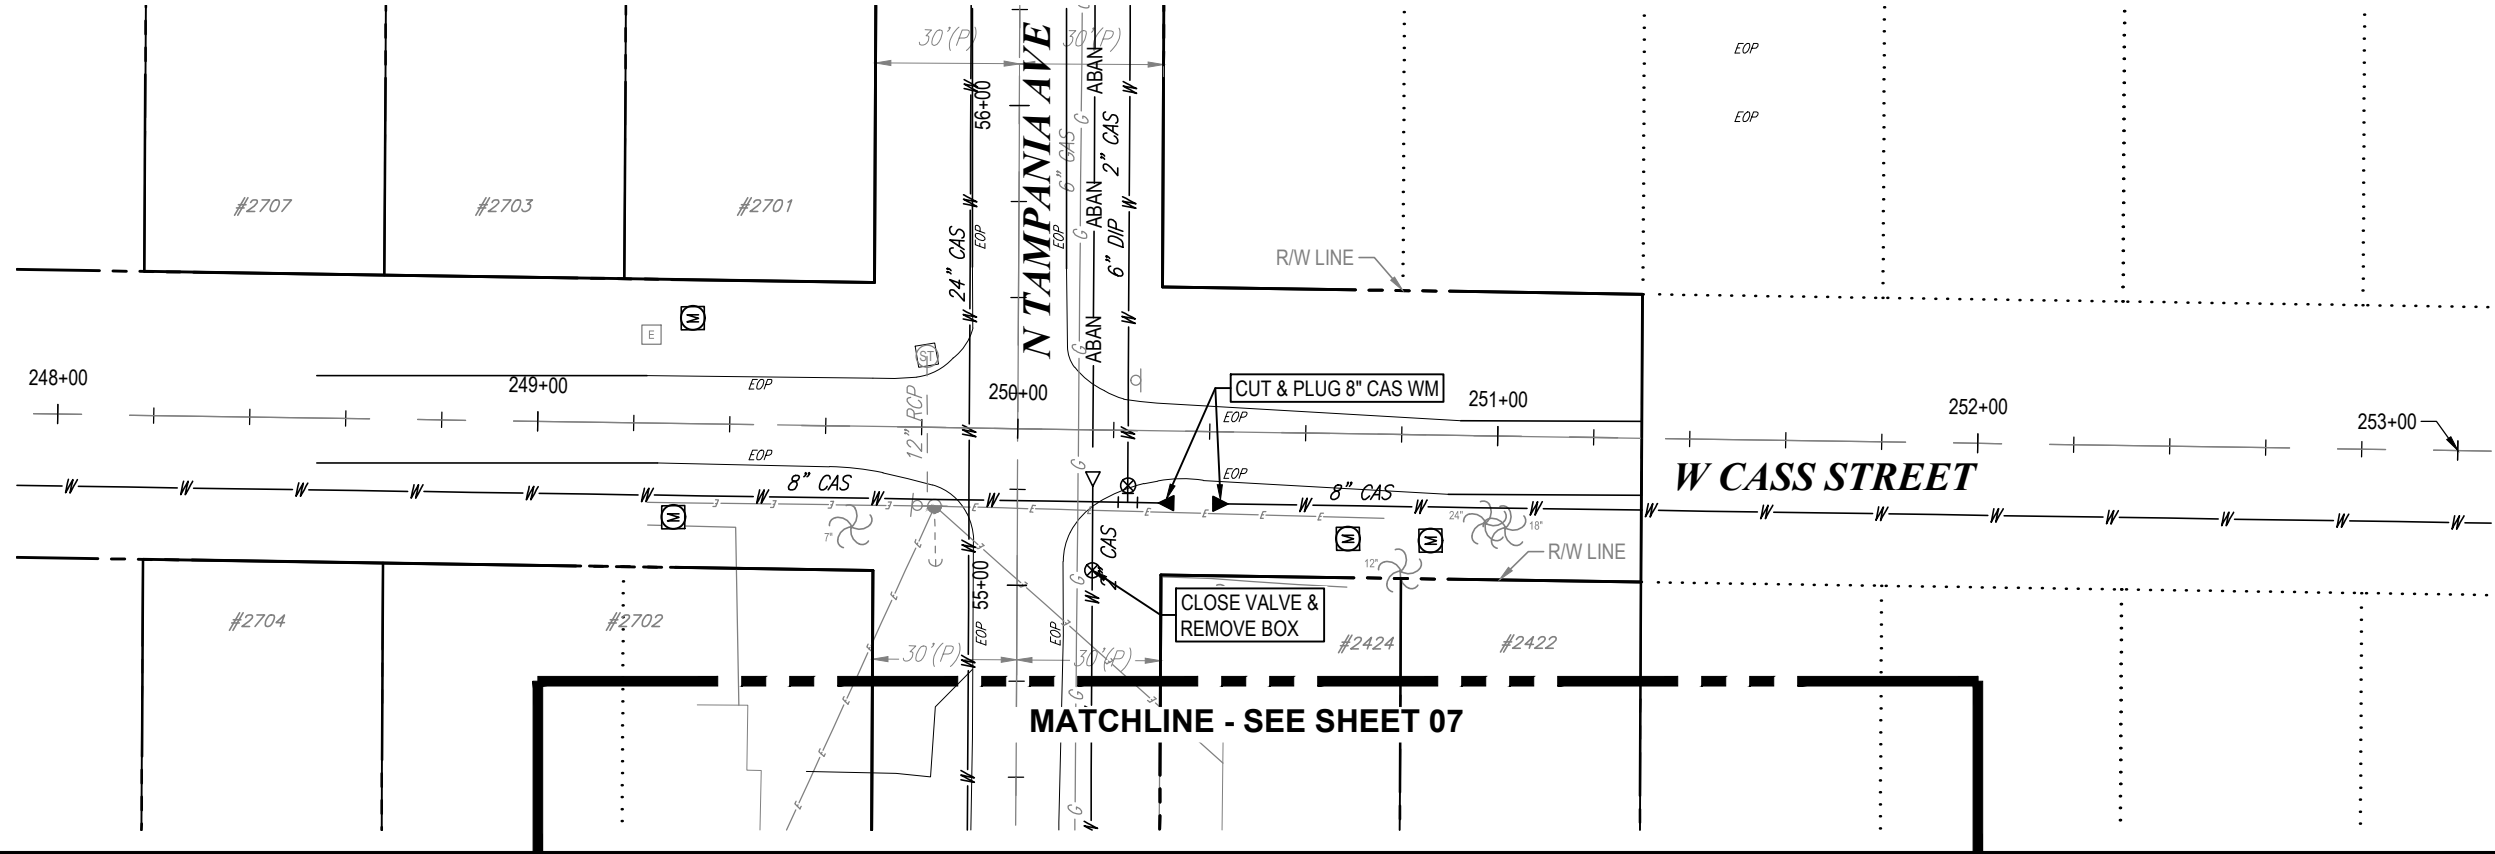 30'(P)
30'(P)
N TAMPANIA AVE
56+00
ABAN
W
W
EOP
EOP
6" GAS
2" CAS
G
#2707
#2703
#2701
W
ABAN
W
24" CAS
EOP
EOP
G
6" DIP
R/W LINE
M
E
W
ABAN
W
G
ST
248+00
249+00
EOP
12" RCP
250+00
CUT & PLUG 8" CAS WM
EOP
251+00
252+00
253+00
W
W
EOP
G
EOP
W CASS STREET
W
W
W
W
W
W
8" CAS
W
W
8" CAS
W
W
W
W
W
W
W
W
W
W
W
E
E
E
E
E
E
M
7"
24"
18"
M
M
R/W LINE
12"
W
55+00
2" CAS
W
G
CLOSE VALVE &
REMOVE BOX
#2704
#2702
EOP
EOP
#2424
#2422
30'(P)
30'(P)
W
E
E
E
G
MATCHLINE - SEE SHEET 07
E
W
E
G
W